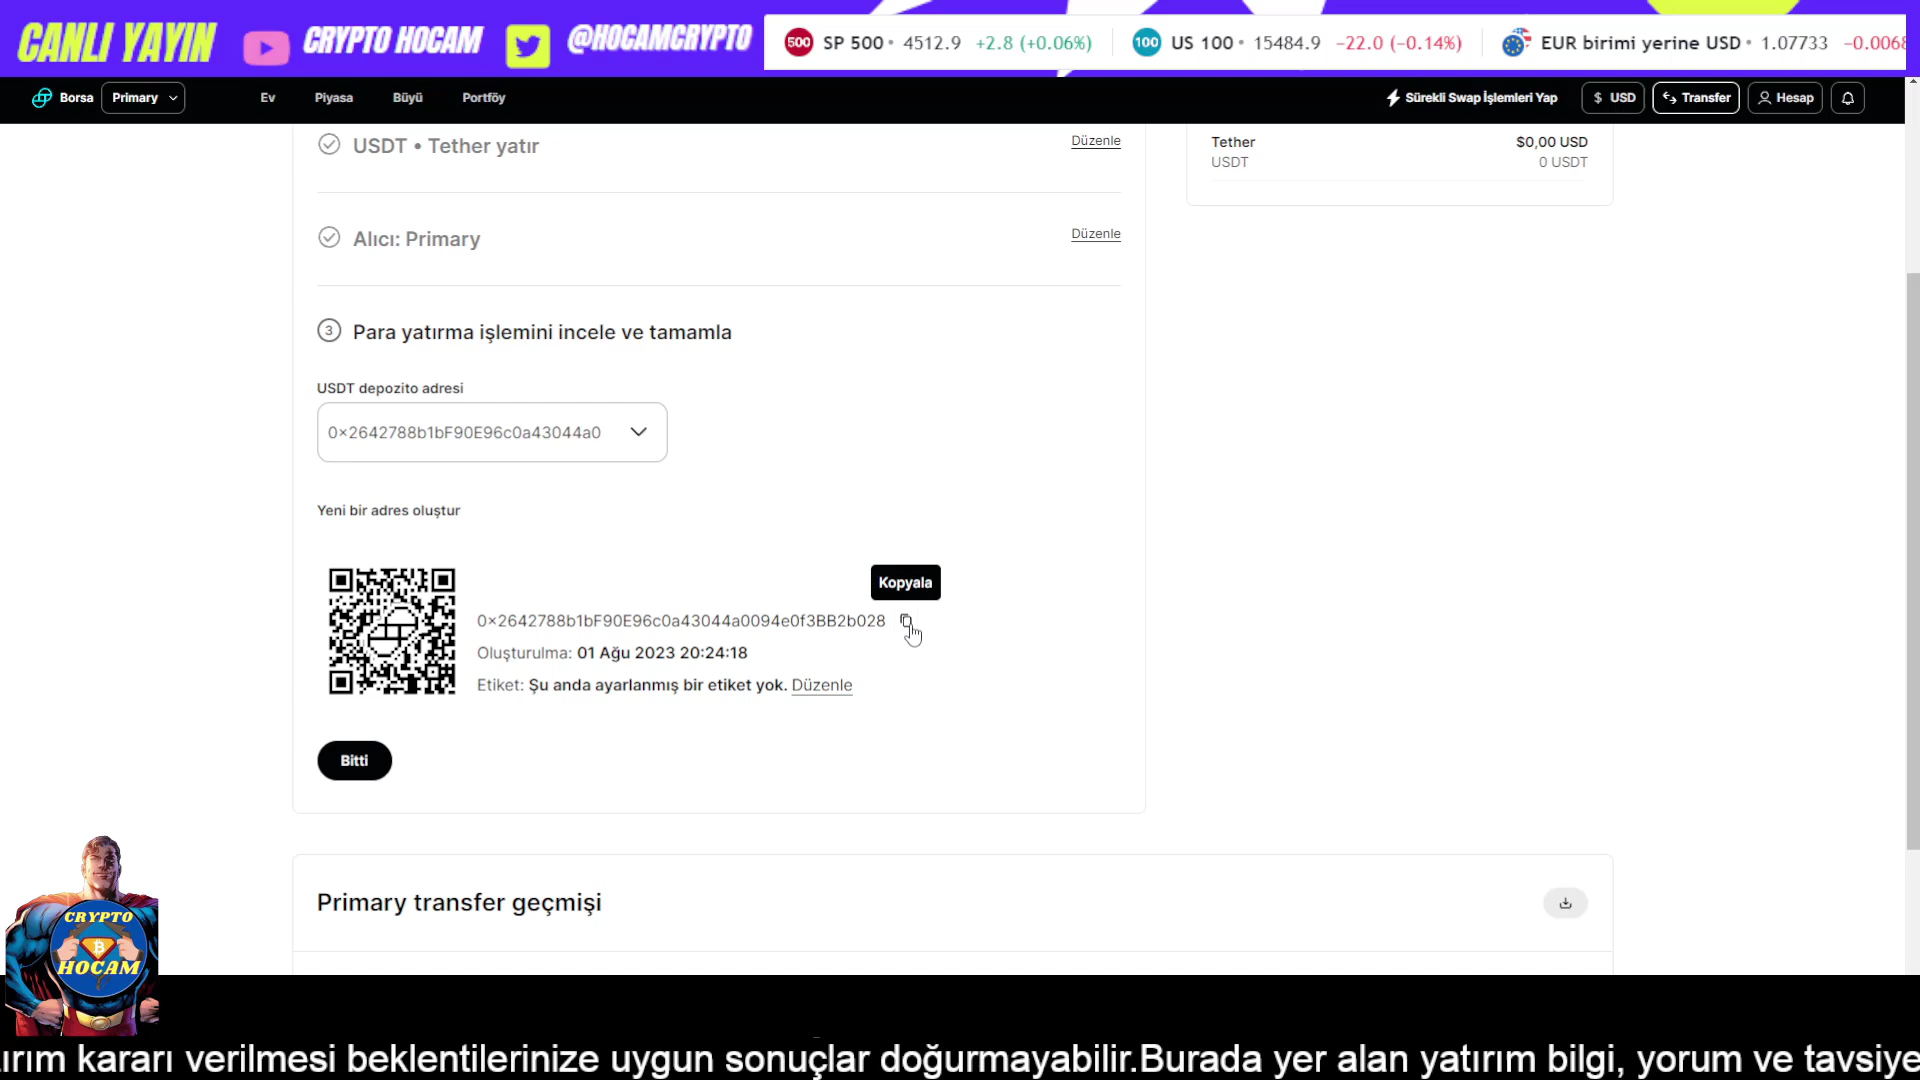 CANLI YAYIN
CRYPTO HOCAM
@HOCAMCRYPTO
500 SP 500 • 4512.9 +2.8 (+0.06%)
100 US 100 • 15484.9 −22.0 (−0.14%)
EUR birimi yerine USD • 1.07733 −0.0068
Borsa Primary Ev Piyasa Büyü Portföy Sürekli Swap İşlemleri Yap $ USD Transfer Hesap
USDT • Tether yatır Düzenle
Tether $0,00 USD
USDT 0 USDT
Alıcı: Primary Düzenle
3 Para yatırma işlemini incele ve tamamla
USDT depozito adresi
0x2642788b1bF90E96c0a43044a0
Yeni bir adres oluştur
Kopyala
0x2642788b1bF90E96c0a43044a0094e0f3BB2b028
Oluşturulma: 01 Ağu 2023 20:24:18
Etiket: Şu anda ayarlanmış bir etiket yok. Düzenle
Bitti
Primary transfer geçmişi
CRYPTO
HOCAM
ırım kararı verilmesi beklentilerinize uygun sonuçlar doğurmayabilir.Burada yer alan yatırım bilgi, yorum ve tavsiye